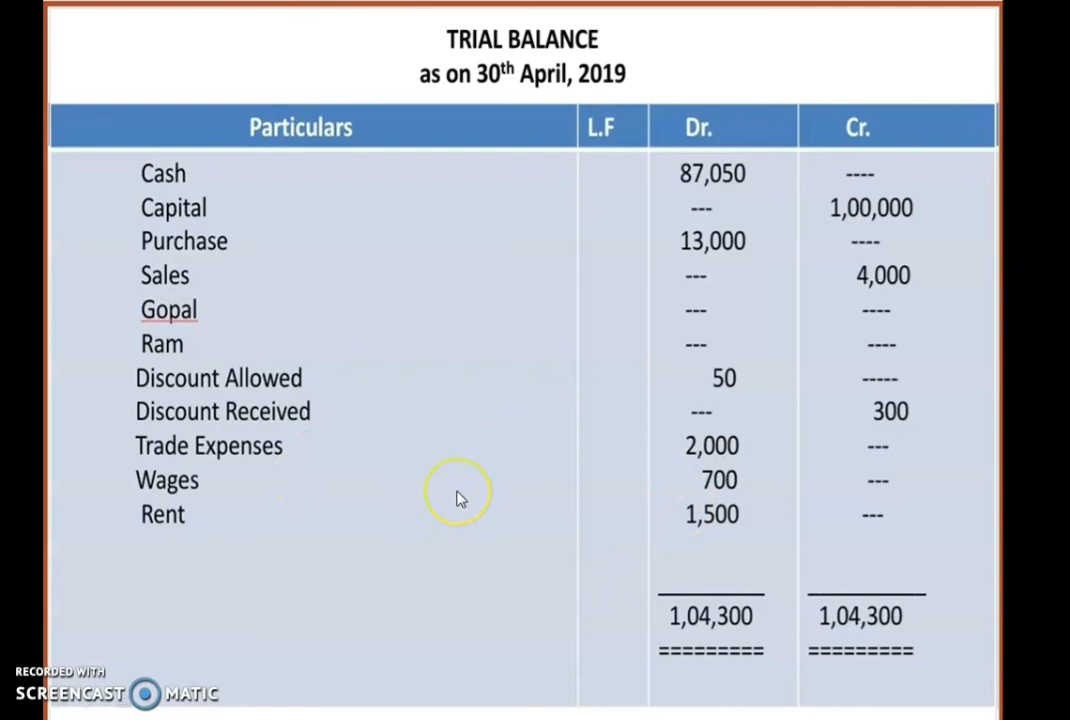 TRIAL BALANCE
as on 30th April, 2019
Particulars L.F Dr. Cr.
Cash 87,050 ----
Capital --- 1,00,000
Purchase 13,000 ----
Sales --- 4,000
Gopal --- ----
Ram --- ----
Discount Allowed 50 -----
Discount Received --- 300
Trade Expenses 2,000 ---
Wages 700 ---
Rent 1,500 ---
1,04,300 1,04,300
========= =========
RECORDED WITH
SCREENCAST MATIC